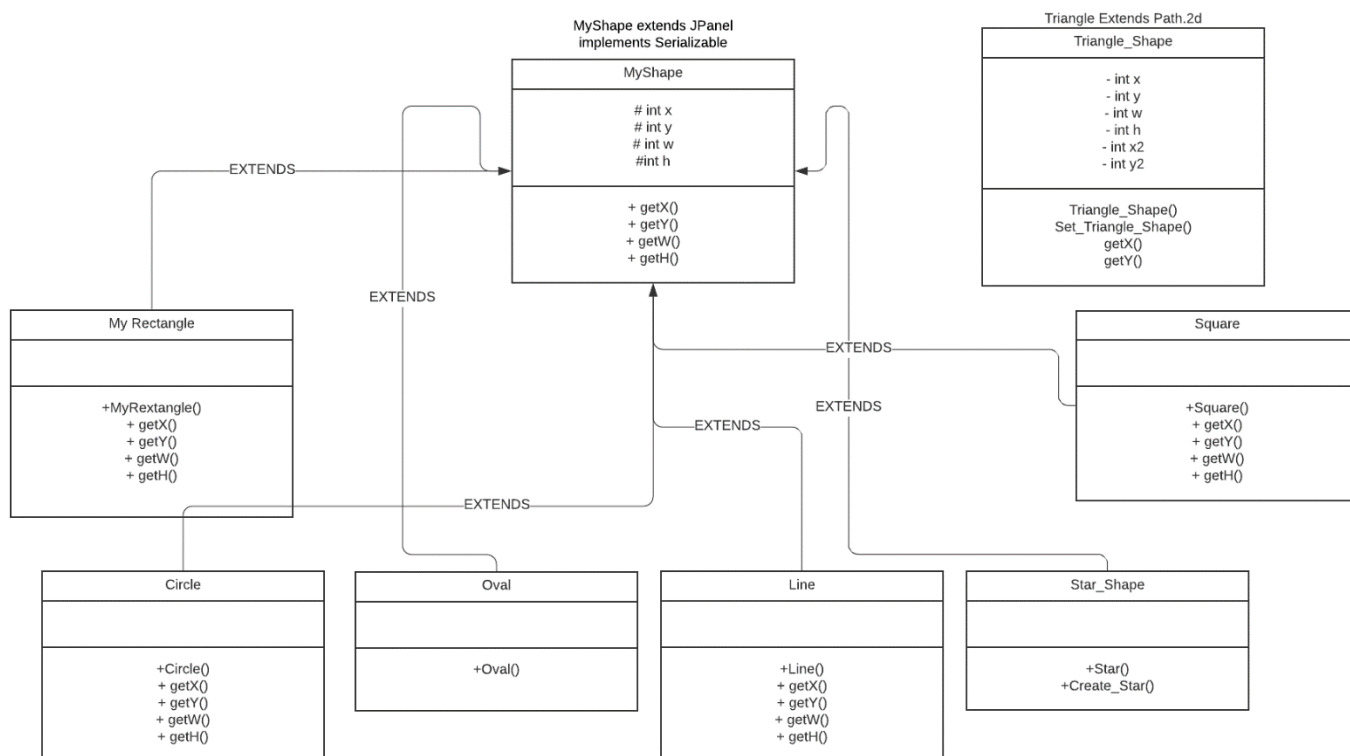 MyShape extends JPanel
implements Serializable
MyShape
# int x
# int y
# int w
#int h
+ getX()
+ getY()
+ getW()
+ getH()
Triangle Extends Path.2d
Triangle_Shape
- int x
- int y
- int w
- int h
- int x2
- int y2
Triangle_Shape()
Set_Triangle_Shape()
getX()
getY()
EXTENDS
EXTENDS
EXTENDS
EXTENDS
EXTENDS
EXTENDS
My Rectangle
+MyRextangle()
+ getX()
+ getY()
+ getW()
+ getH()
Square
+Square()
+ getX()
+ getY()
+ getW()
+ getH()
Circle
+Circle()
+ getX()
+ getY()
+ getW()
+ getH()
Oval
+Oval()
Line
+Line()
+ getX()
+ getY()
+ getW()
+ getH()
Star_Shape
+Star()
+Create_Star()